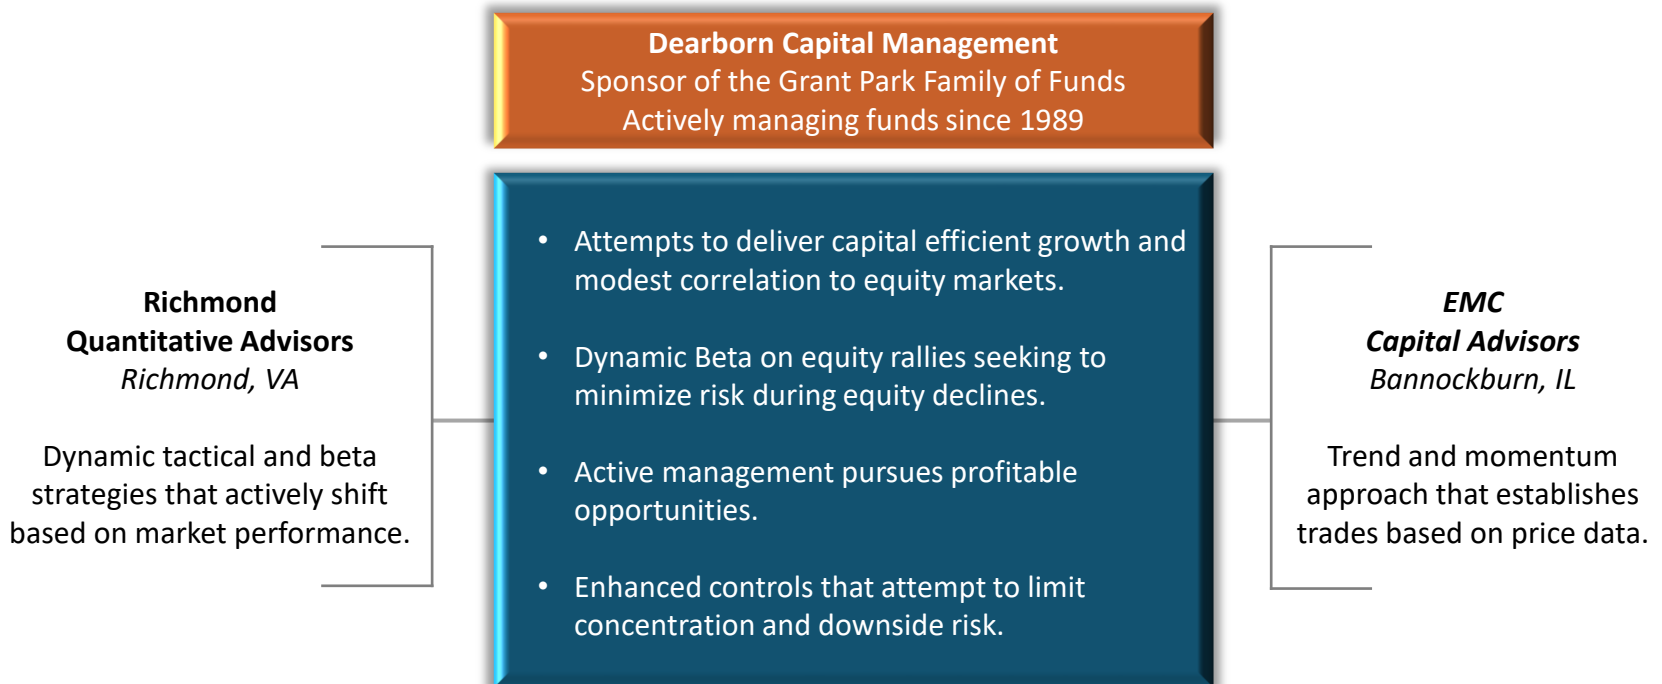 Dearborn Capital Management
Sponsor of the Grant Park Family of Funds
Actively managing funds since 1989
Richmond
Quantitative Advisors
Richmond, VA
Dynamic tactical and beta
strategies that actively shift
based on market performance.
• Attempts to deliver capital efficient growth and
modest correlation to equity markets.
• Dynamic Beta on equity rallies seeking to
minimize risk during equity declines.
• Active management pursues profitable
opportunities.
• Enhanced controls that attempt to limit
concentration and downside risk.
EMC
Capital Advisors
Bannockburn, IL
Trend and momentum
approach that establishes
trades based on price data.